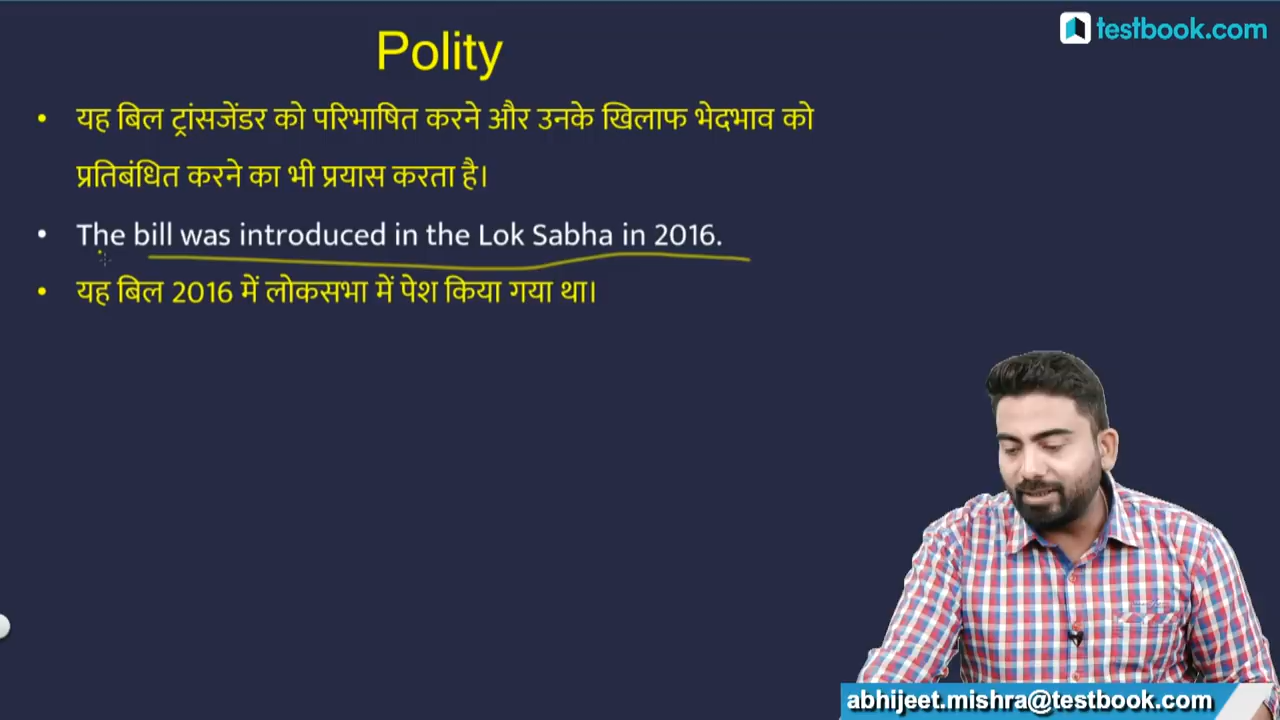 testbook.com
Polity
• यह बिल ट्रांसजेंडर को परिभाषित करने और उनके खिलाफ भेदभाव को
प्रतिबंधित करने का भी प्रयास करता है।
• The bill was introduced in the Lok Sabha in 2016.
• यह बिल 2016 में लोकसभा में पेश किया गया था।
abhijeet.mishra@testbook.com